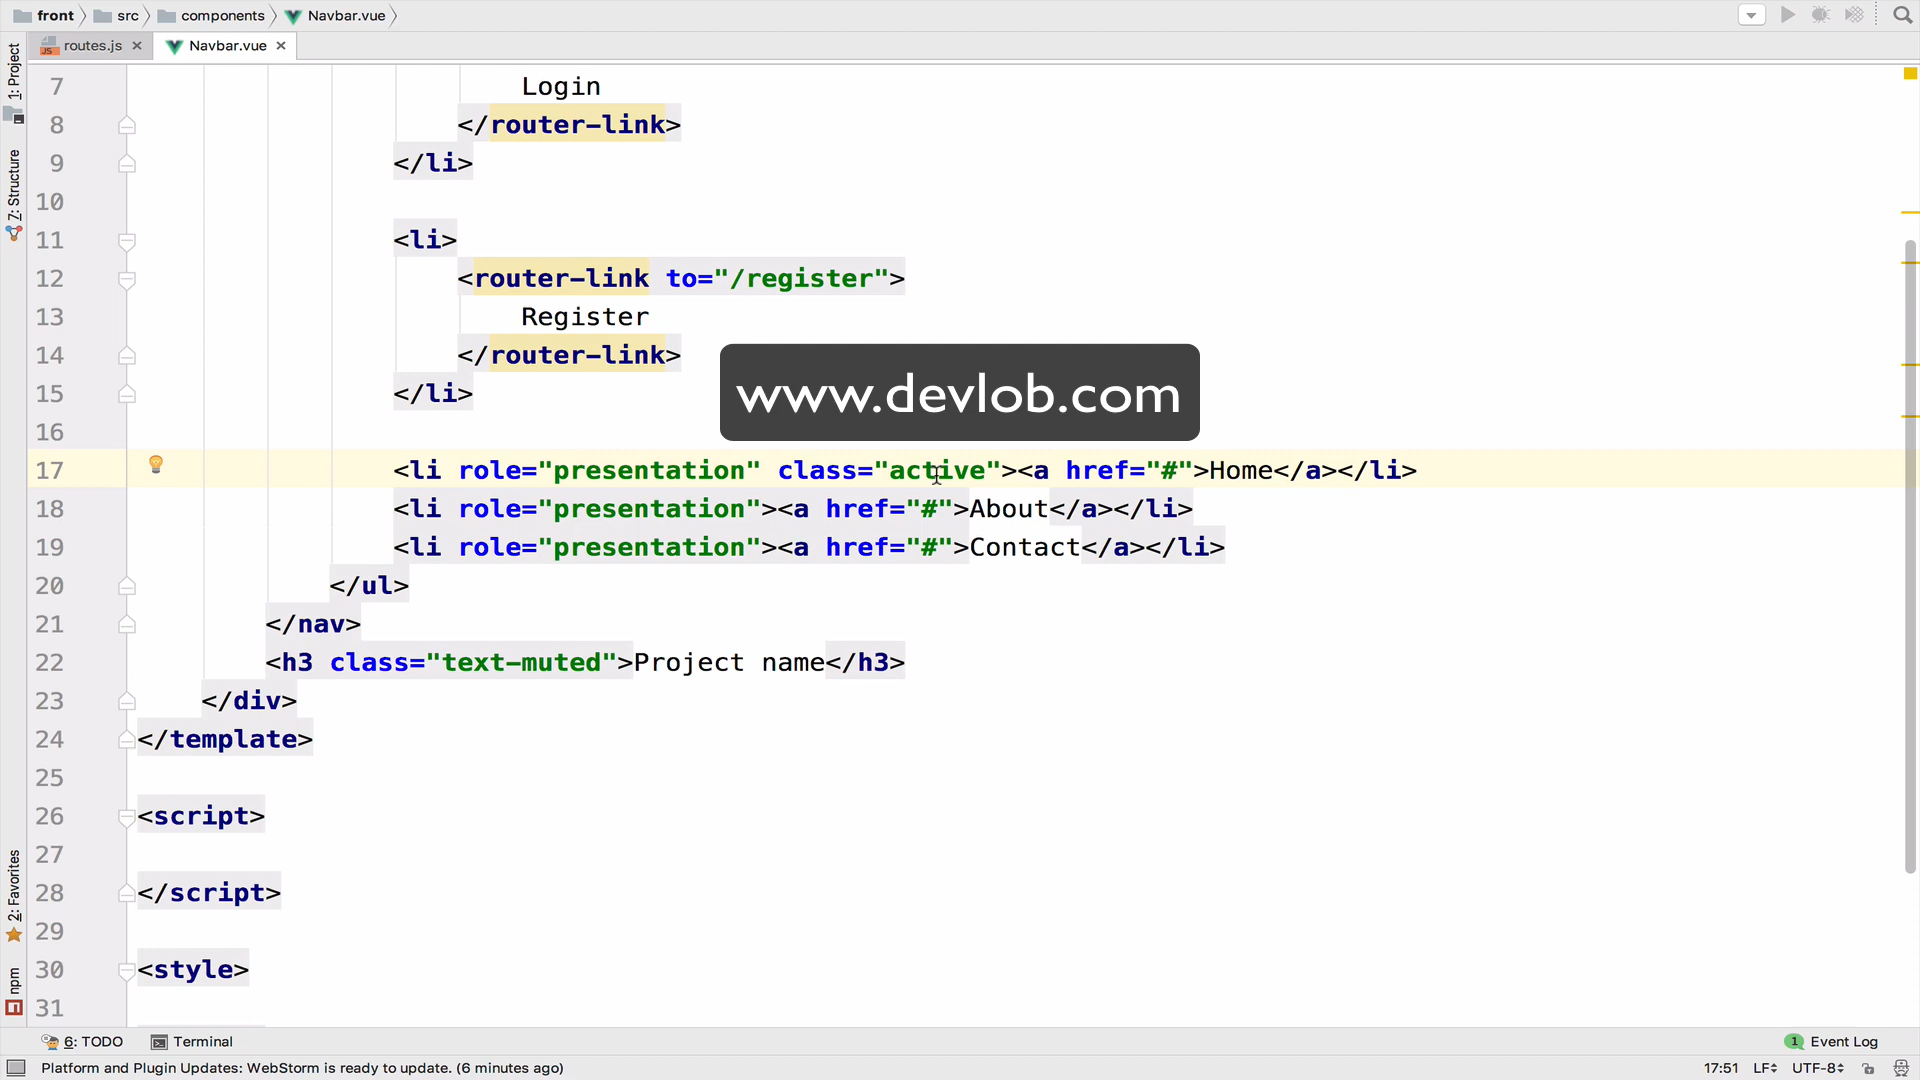 front src components Navbar.vue
routes.js Navbar.vue
1: Project
7: Structure
2: Favorites
npm
7 Login
8 </router-link>
9 </li>
10
11 <li>
12 <router-link to="/register">
13 Register
14 </router-link>
15 </li>
16
www.devlob.com
17 <li role="presentation" class="active"><a href="#">Home</a></li>
18 <li role="presentation"><a href="#">About</a></li>
19 <li role="presentation"><a href="#">Contact</a></li>
20 </ul>
21 </nav>
22 <h3 class="text-muted">Project name</h3>
23 </div>
24 </template>
25
26 <script>
27
28 </script>
29
30 <style>
31
6: TODO Terminal 1 Event Log
Platform and Plugin Updates: WebStorm is ready to update. (6 minutes ago) 17:51 LF UTF-8